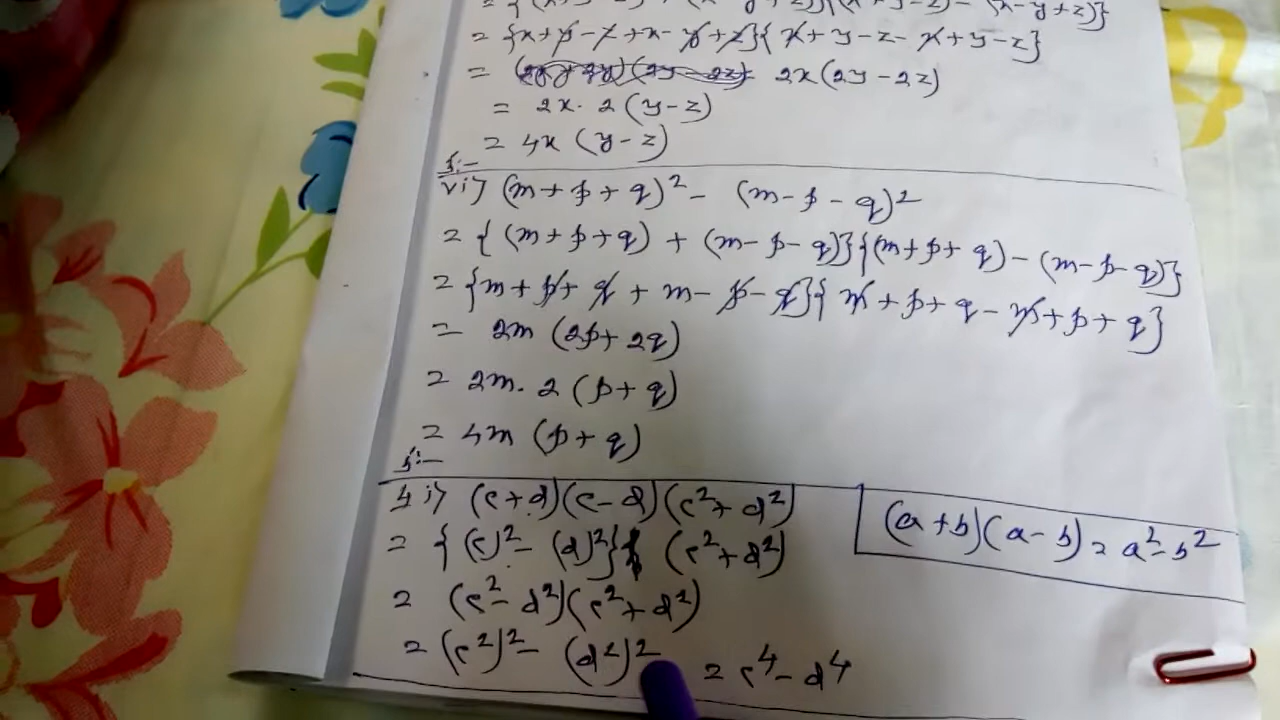 = {x+y-z+x-y+z}{x+y-z-x+y-z}
= 2x(2y-2z)
= 2x. 2(y-z)
= 4x (y-z)
vi) (m+p+q)² - (m-p-q)²
= { (m+p+q) + (m-p-q)}{(m+p+q) - (m-p-q)}
= {m+p+q + m-p-q}{m+p+q-m+p+q}
= 2m (2p+2q)
= 2m. 2 (p+q)
= 4m (p+q)
4 i) (c+d)(c-d)(c²+d²)
(a+b)(a-b) = a²-b²
= { (c)² - (d)²} (c²+d²)
= (c²-d²)(c²+d²)
= (c²)² - (d²)² = c⁴-d⁴